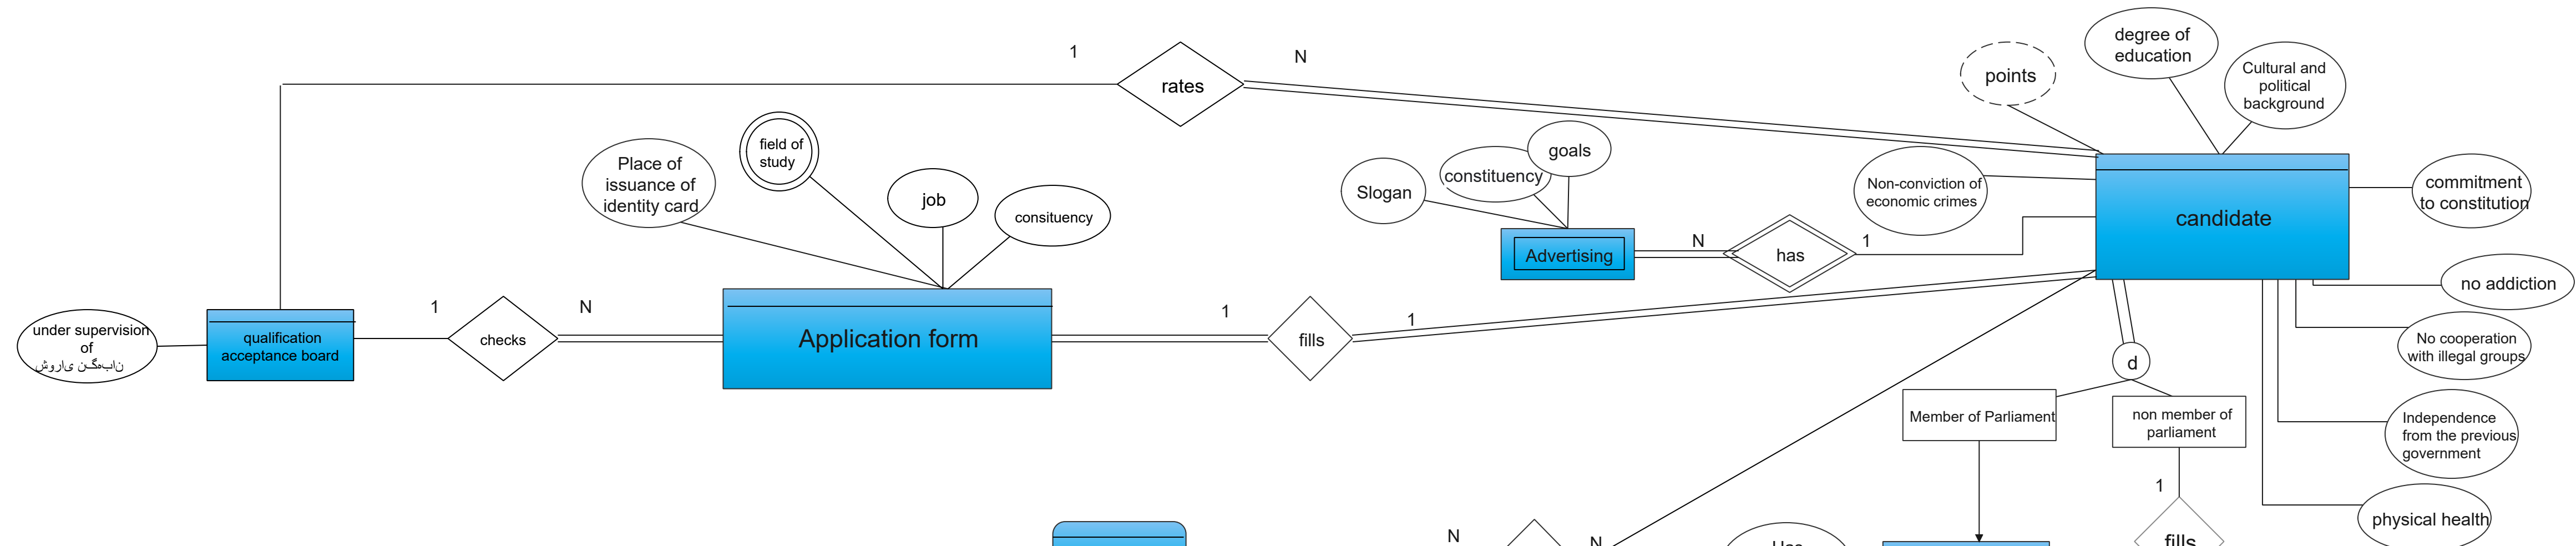 1
N
rates
points
degree of
education
Cultural and
political
background
Place of
issuance of
identity card
field of
study
job
consituency
Slogan
constituency
goals
Non-conviction of
economic crimes
candidate
commitment
to constitution
Advertising
N
has
1
no addiction
under supervision
of
شورای نگهبان
qualification
acceptance board
1
checks
N
Application form
1
fills
1
No cooperation
with illegal groups
d
Member of Parliament
non member of
parliament
Independence
from the previous
government
1
physical health
N
N
Has
fills